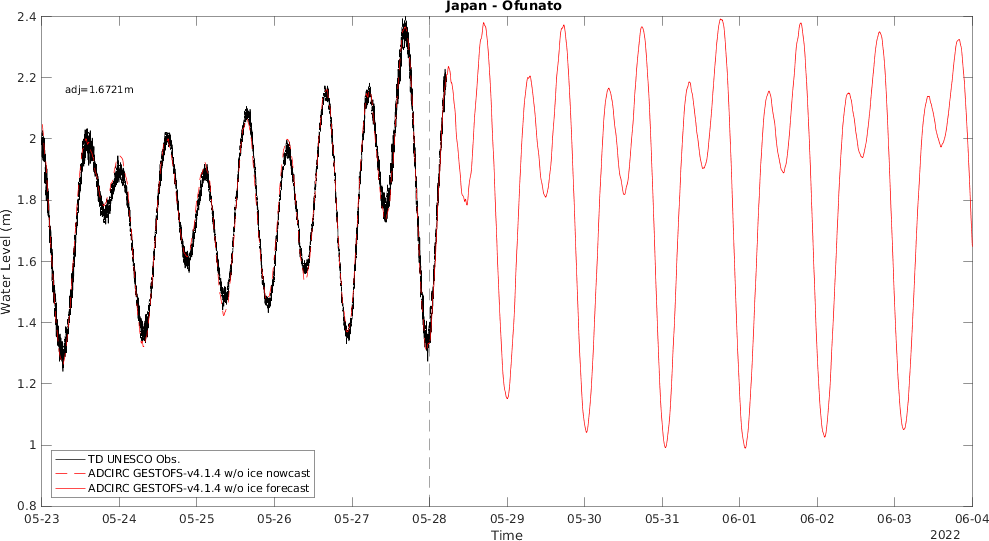 Japan - Ofunato
2.4
2.2
2
1.8
1.6
1.4
1.2
1
0.8
Water Level (m)
adj=1.6721m
TD UNESCO Obs.
ADCIRC GESTOFS-v4.1.4 w/o ice nowcast
ADCIRC GESTOFS-v4.1.4 w/o ice forecast
05-23 05-24 05-25 05-26 05-27 05-28 05-29 05-30 05-31 06-01 06-02 06-03 06-04
Time
2022